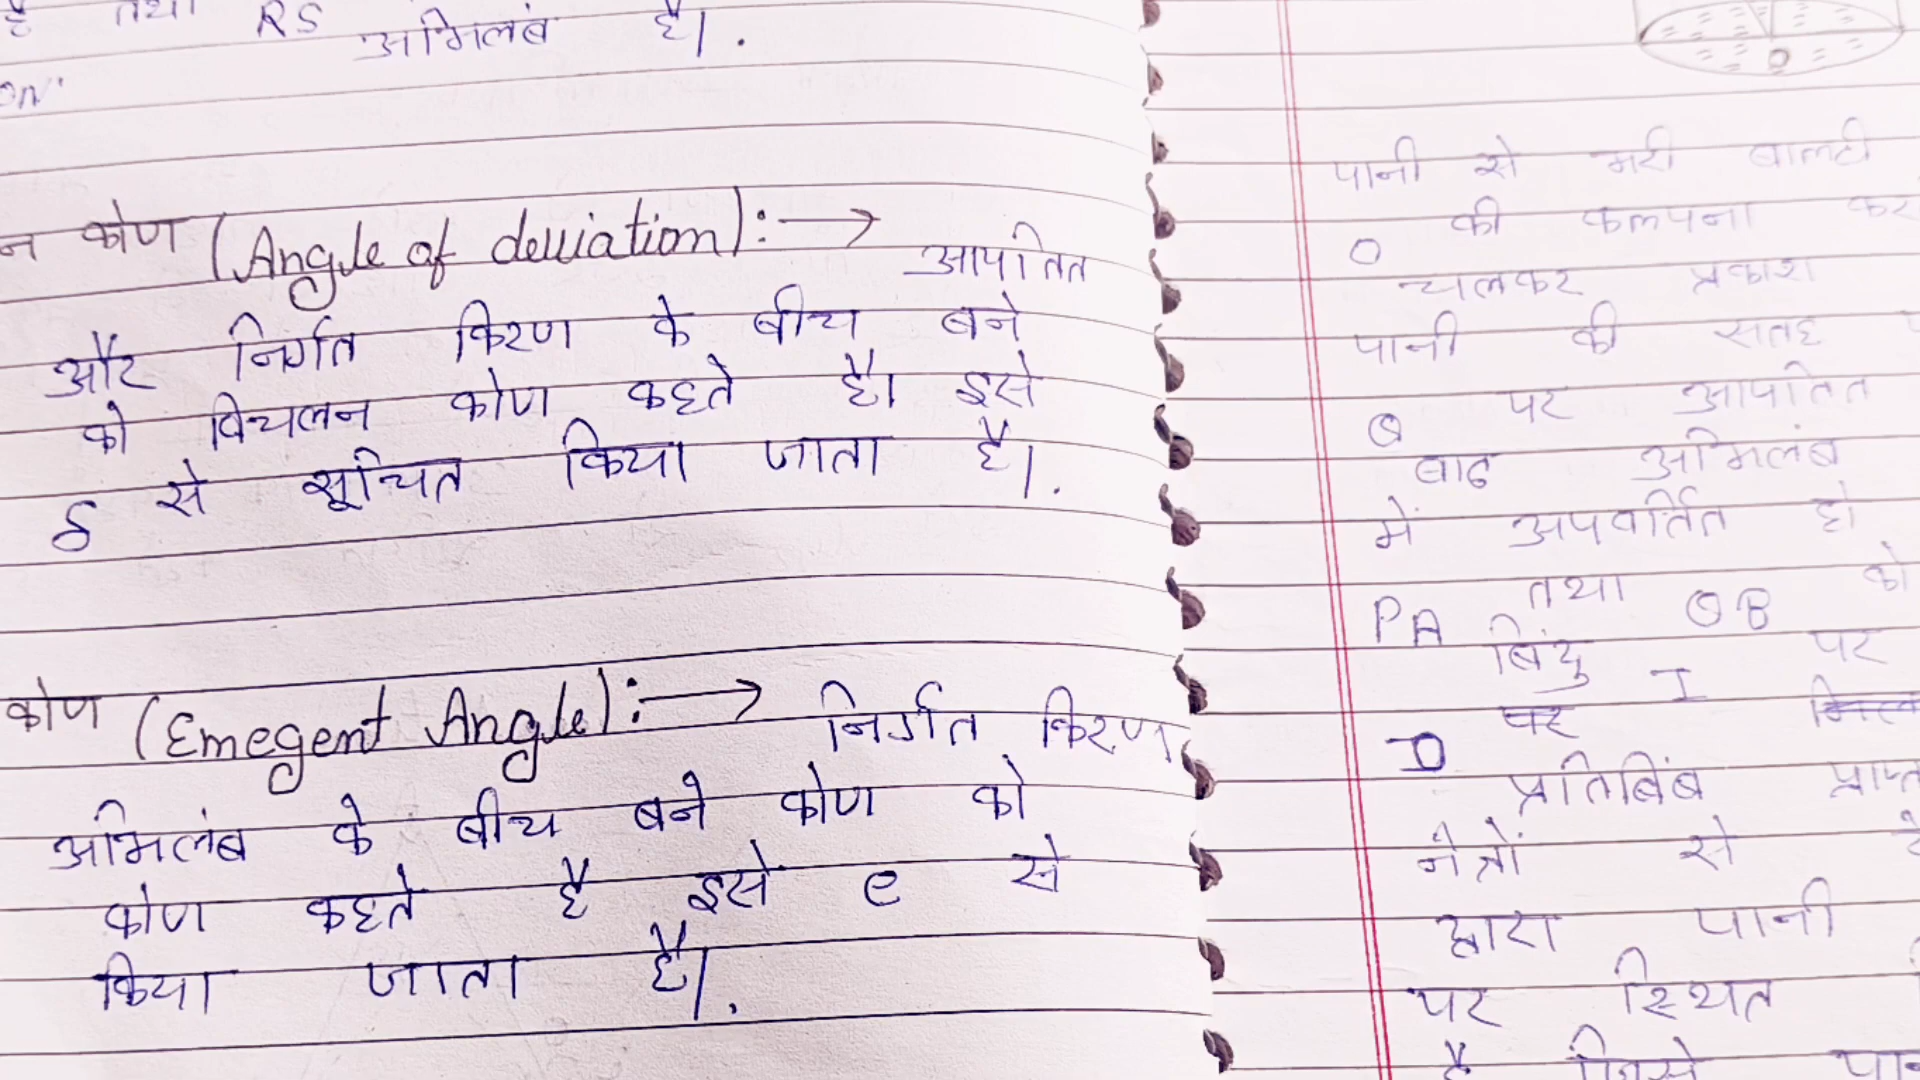 है तथा RS अभिलंब है।.
on'
न कोण (Angle of deviation) :→ आपतित
और निर्गत किरण के बीच बने
को विचलन कोण कहते है। इसे
δ से सूचित किया जाता है।.
कोण (Emegent Angle) :→ निर्गत किरण
अभिलंब के बीच बने कोण को
कोण कहते है इसे e से
किया जाता है।.
पानी से भरी बाल्टी
O की कल्पना कर
चलकर प्रकाश
पानी की सतह प
Q पर आपतित
बाद अभिलंब
में अपवर्तित हो
PA तथा QB को
बिंदु I पर
पर मिल
प्रतिबिंब प्राप्त
नेत्रों से दे
द्वारा पानी
पर स्थित
है जिससे पान